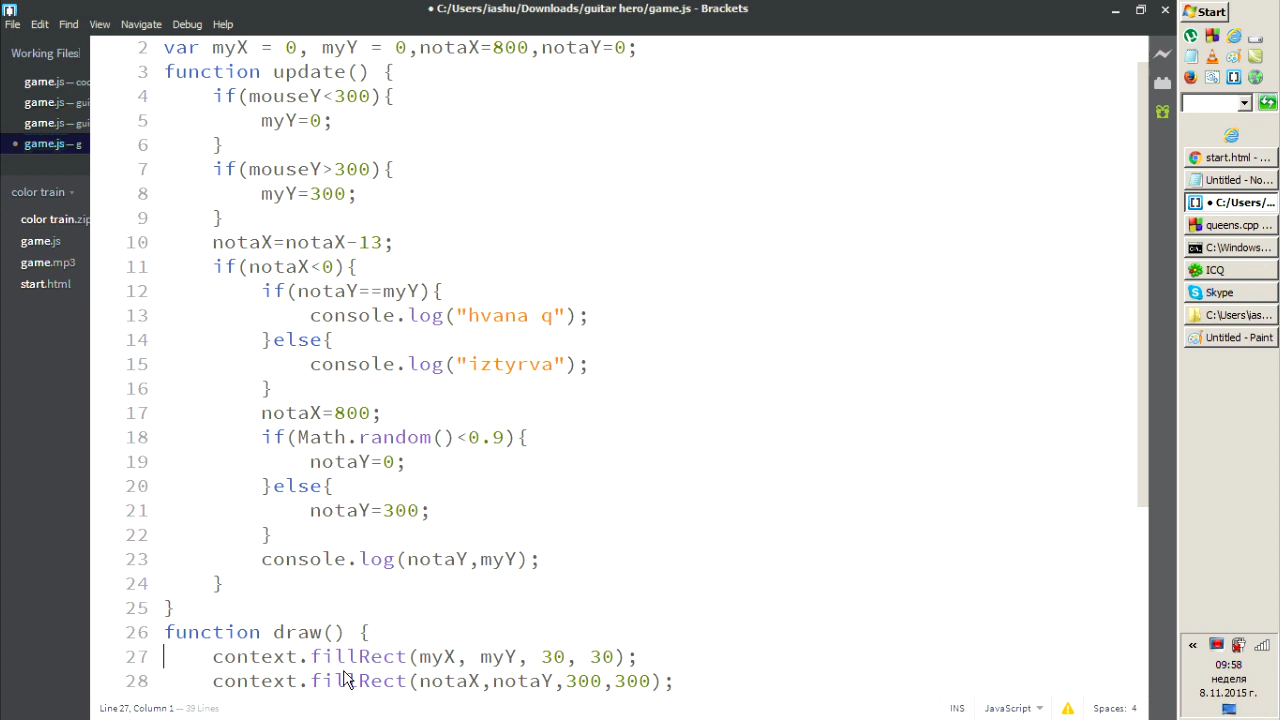 • C:/Users/iashu/Downloads/guitar hero/game.js - Brackets
File Edit Find View Navigate Debug Help
Working Files
game.js — coc
game.js — gui
game.js — gui
• game.js — g
color train
color train.zip
game.js
game.mp3
start.html
2 var myX = 0, myY = 0,notaX=800,notaY=0;
3 function update() {
4 if(mouseY<300){
5 myY=0;
6 }
7 if(mouseY>300){
8 myY=300;
9 }
10 notaX=notaX-13;
11 if(notaX<0){
12 if(notaY==myY){
13 console.log("hvana q");
14 }else{
15 console.log("iztyrva");
16 }
17 notaX=800;
18 if(Math.random()<0.9){
19 notaY=0;
20 }else{
21 notaY=300;
22 }
23 console.log(notaY,myY);
24 }
25 }
26 function draw() {
27 context.fillRect(myX, myY, 30, 30);
28 context.fillRect(notaX,notaY,300,300);
Line 27, Column 1 — 39 Lines
INS JavaScript Spaces: 4
Start
start.html - ...
Untitled - No...
• C:/Users/...
queens.cpp ...
C:\Windows...
ICQ
Skype
C:\Users\ias...
Untitled - Paint
«
09:58
неделя
8.11.2015 г.